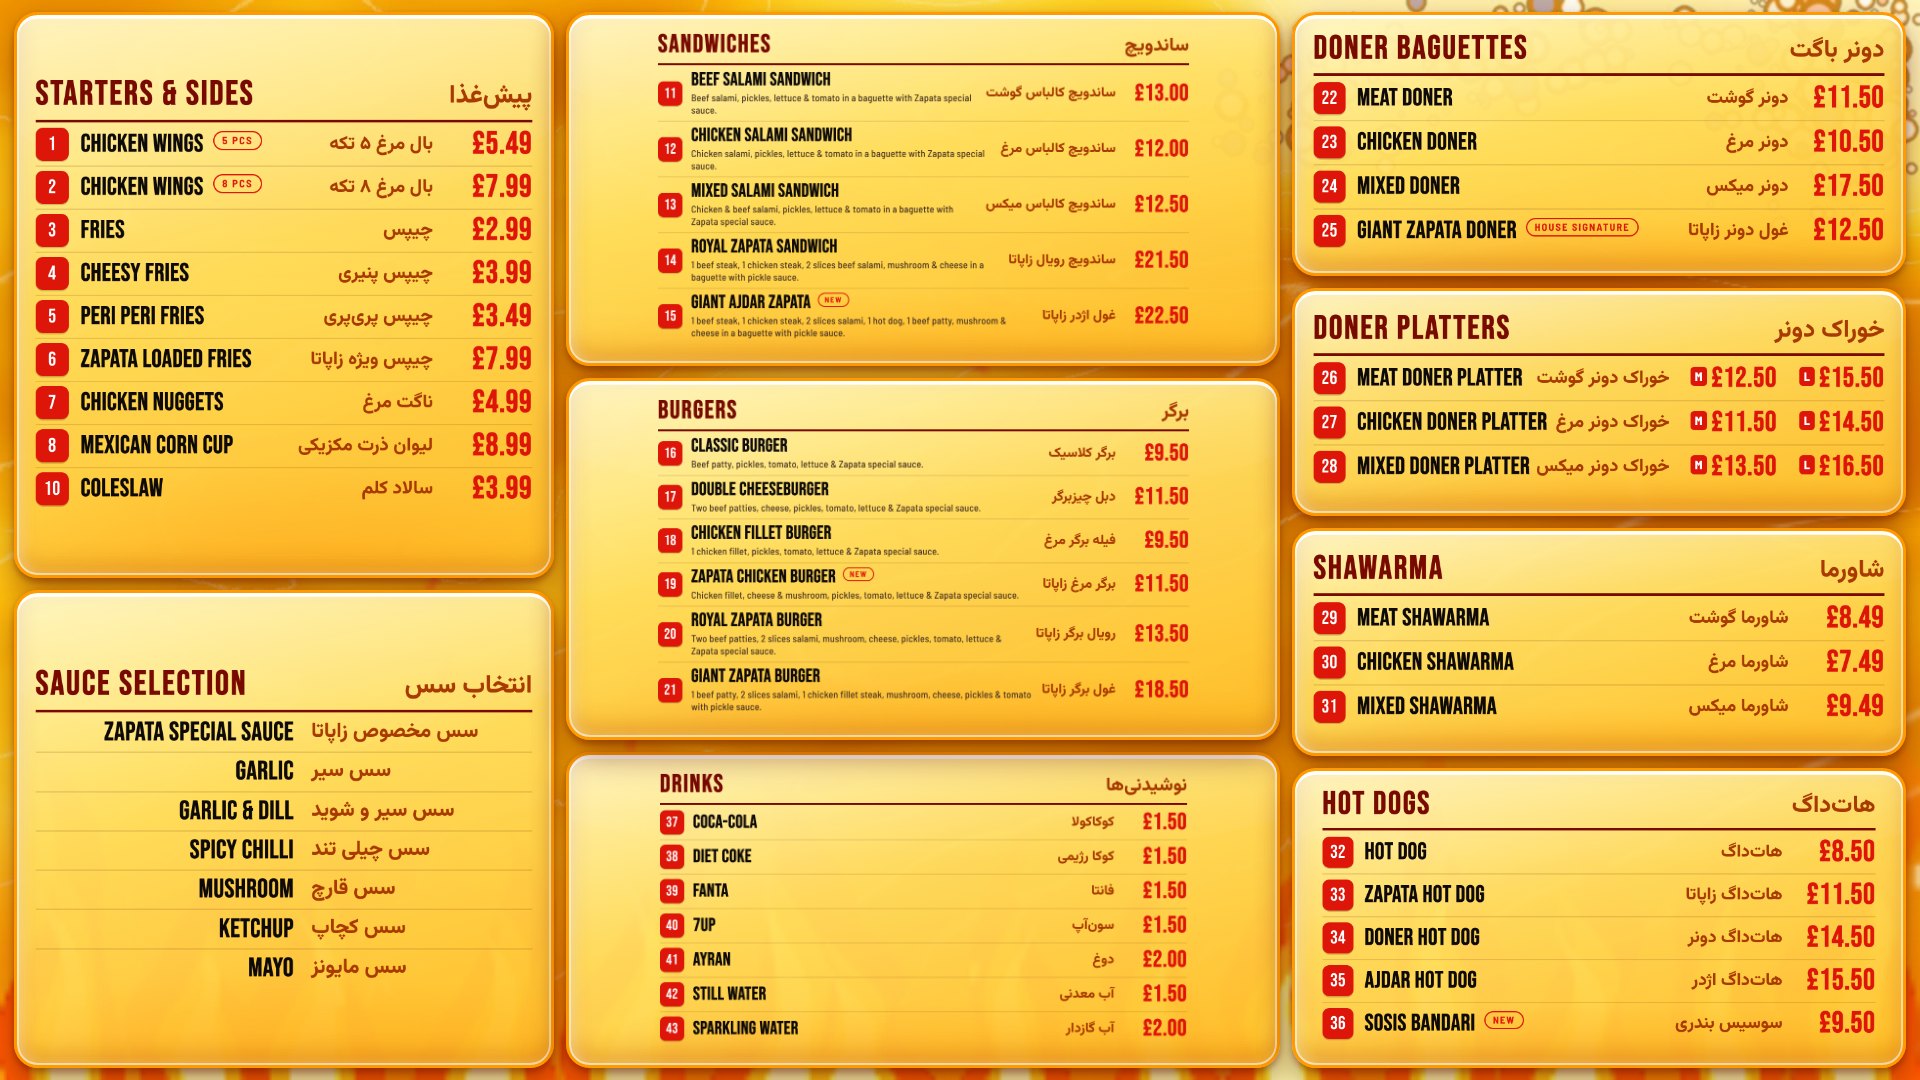 STARTERS & SIDES پیش‌غذا
1 CHICKEN WINGS 5 PCS بال مرغ ۵ تکه £5.49
2 CHICKEN WINGS 8 PCS بال مرغ ۸ تکه £7.99
3 FRIES چیپس £2.99
4 CHEESY FRIES چیپس پنیری £3.99
5 PERI PERI FRIES چیپس پری‌پری £3.49
6 ZAPATA LOADED FRIES چیپس ویژه زاپاتا £7.99
7 CHICKEN NUGGETS ناگت مرغ £4.99
8 MEXICAN CORN CUP لیوان ذرت مکزیکی £8.99
10 COLESLAW سالاد کلم £3.99
SAUCE SELECTION انتخاب سس
ZAPATA SPECIAL SAUCE سس مخصوص زاپاتا
GARLIC سس سیر
GARLIC & DILL سس سیر و شوید
SPICY CHILLI سس چیلی تند
MUSHROOM سس قارچ
KETCHUP سس کچاپ
MAYO سس مایونز
SANDWICHES ساندویچ
11 BEEF SALAMI SANDWICH ساندویچ کالباس گوشت £13.00
Beef salami, pickles, lettuce & tomato in a baguette with Zapata special
sauce.
12 CHICKEN SALAMI SANDWICH ساندویچ کالباس مرغ £12.00
Chicken salami, pickles, lettuce & tomato in a baguette with Zapata special
sauce.
13 MIXED SALAMI SANDWICH ساندویچ کالباس میکس £12.50
Chicken & beef salami, pickles, lettuce & tomato in a baguette with
Zapata special sauce.
14 ROYAL ZAPATA SANDWICH ساندویچ رویال زاپاتا £21.50
1 beef steak, 1 chicken steak, 2 slices beef salami, mushroom & cheese in a
baguette with pickle sauce.
15 GIANT AJDAR ZAPATA NEW غول اژدر زاپاتا £22.50
1 beef steak, 1 chicken steak, 2 slices salami, 1 hot dog, 1 beef patty, mushroom &
cheese in a baguette with pickle sauce.
BURGERS برگر
16 CLASSIC BURGER برگر کلاسیک £9.50
Beef patty, pickles, tomato, lettuce & Zapata special sauce.
17 DOUBLE CHEESEBURGER دبل چیزبرگر £11.50
Two beef patties, cheese, pickles, tomato, lettuce & Zapata special sauce.
18 CHICKEN FILLET BURGER فیله برگر مرغ £9.50
1 chicken fillet, pickles, tomato, lettuce & Zapata special sauce.
19 ZAPATA CHICKEN BURGER NEW برگر مرغ زاپاتا £11.50
Chicken fillet, cheese & mushroom, pickles, tomato, lettuce & Zapata special sauce.
20 ROYAL ZAPATA BURGER رویال برگر زاپاتا £13.50
Two beef patties, 2 slices salami, mushroom, cheese, pickles, tomato, lettuce &
Zapata special sauce.
21 GIANT ZAPATA BURGER غول برگر زاپاتا £18.50
1 beef patty, 2 slices salami, 1 chicken fillet steak, mushroom, cheese, pickles & tomato
with pickle sauce.
DRINKS نوشیدنی‌ها
37 COCA-COLA کوکاکولا £1.50
38 DIET COKE کوکا رژیمی £1.50
39 FANTA فانتا £1.50
40 7UP سون‌آپ £1.50
41 AYRAN دوغ £2.00
42 STILL WATER آب معدنی £1.50
43 SPARKLING WATER آب گازدار £2.00
DONER BAGUETTES دونر باگت
22 MEAT DONER دونر گوشت £11.50
23 CHICKEN DONER دونر مرغ £10.50
24 MIXED DONER دونر میکس £17.50
25 GIANT ZAPATA DONER HOUSE SIGNATURE غول دونر زاپاتا £12.50
DONER PLATTERS خوراک دونر
26 MEAT DONER PLATTER خوراک دونر گوشت M £12.50 L £15.50
27 CHICKEN DONER PLATTER خوراک دونر مرغ M £11.50 L £14.50
28 MIXED DONER PLATTER خوراک دونر میکس M £13.50 L £16.50
SHAWARMA شاورما
29 MEAT SHAWARMA شاورما گوشت £8.49
30 CHICKEN SHAWARMA شاورما مرغ £7.49
31 MIXED SHAWARMA شاورما میکس £9.49
HOT DOGS هات‌داگ
32 HOT DOG هات‌داگ £8.50
33 ZAPATA HOT DOG هات‌داگ زاپاتا £11.50
34 DONER HOT DOG هات‌داگ دونر £14.50
35 AJDAR HOT DOG هات‌داگ اژدر £15.50
36 SOSIS BANDARI NEW سوسیس بندری £9.50